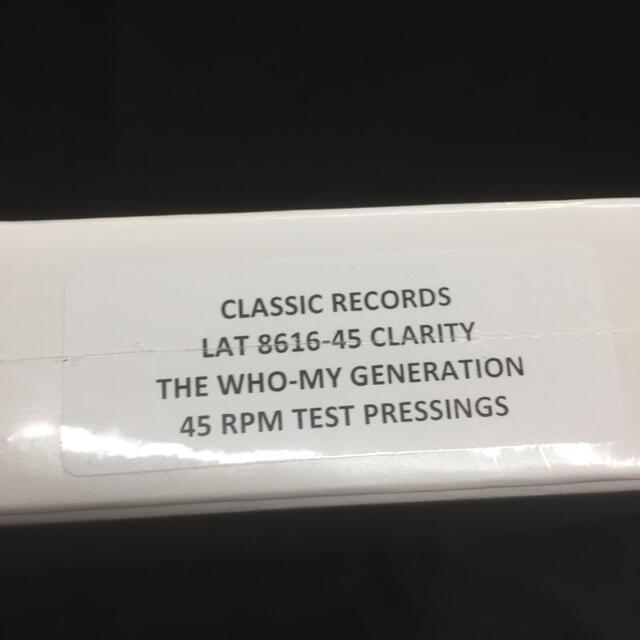 CLASSIC RECORDS
LAT 8616-45 CLARITY
THE WHO-MY GENERATION
45 RPM TEST PRESSINGS